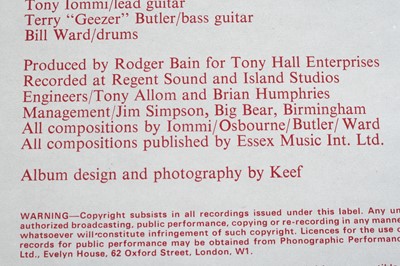 Tony Iommi/lead guitar
Terry "Geezer" Butler/bass guitar
Bill Ward/drums
Produced by Rodger Bain for Tony Hall Enterprises
Recorded at Regent Sound and Island Studios
Engineers/Tony Allom and Brian Humphries
Management/Jim Simpson, Big Bear, Birmingham
All compositions by Iommi/Osbourne/Butler/Ward
All compositions published by Essex Music Int. Ltd.
Album design and photography by Keef
WARNING—Copyright subsists in all recordings issued under this label. Any un
authorized broadcasting, public performance, copying or re-recording in any manne
whatsoever will constitute infringement of such copyright. Licences for the use o
records for public performance may be obtained from Phonographic Performanc
Ltd., Evelyn House, 62 Oxford Street, London, W1.